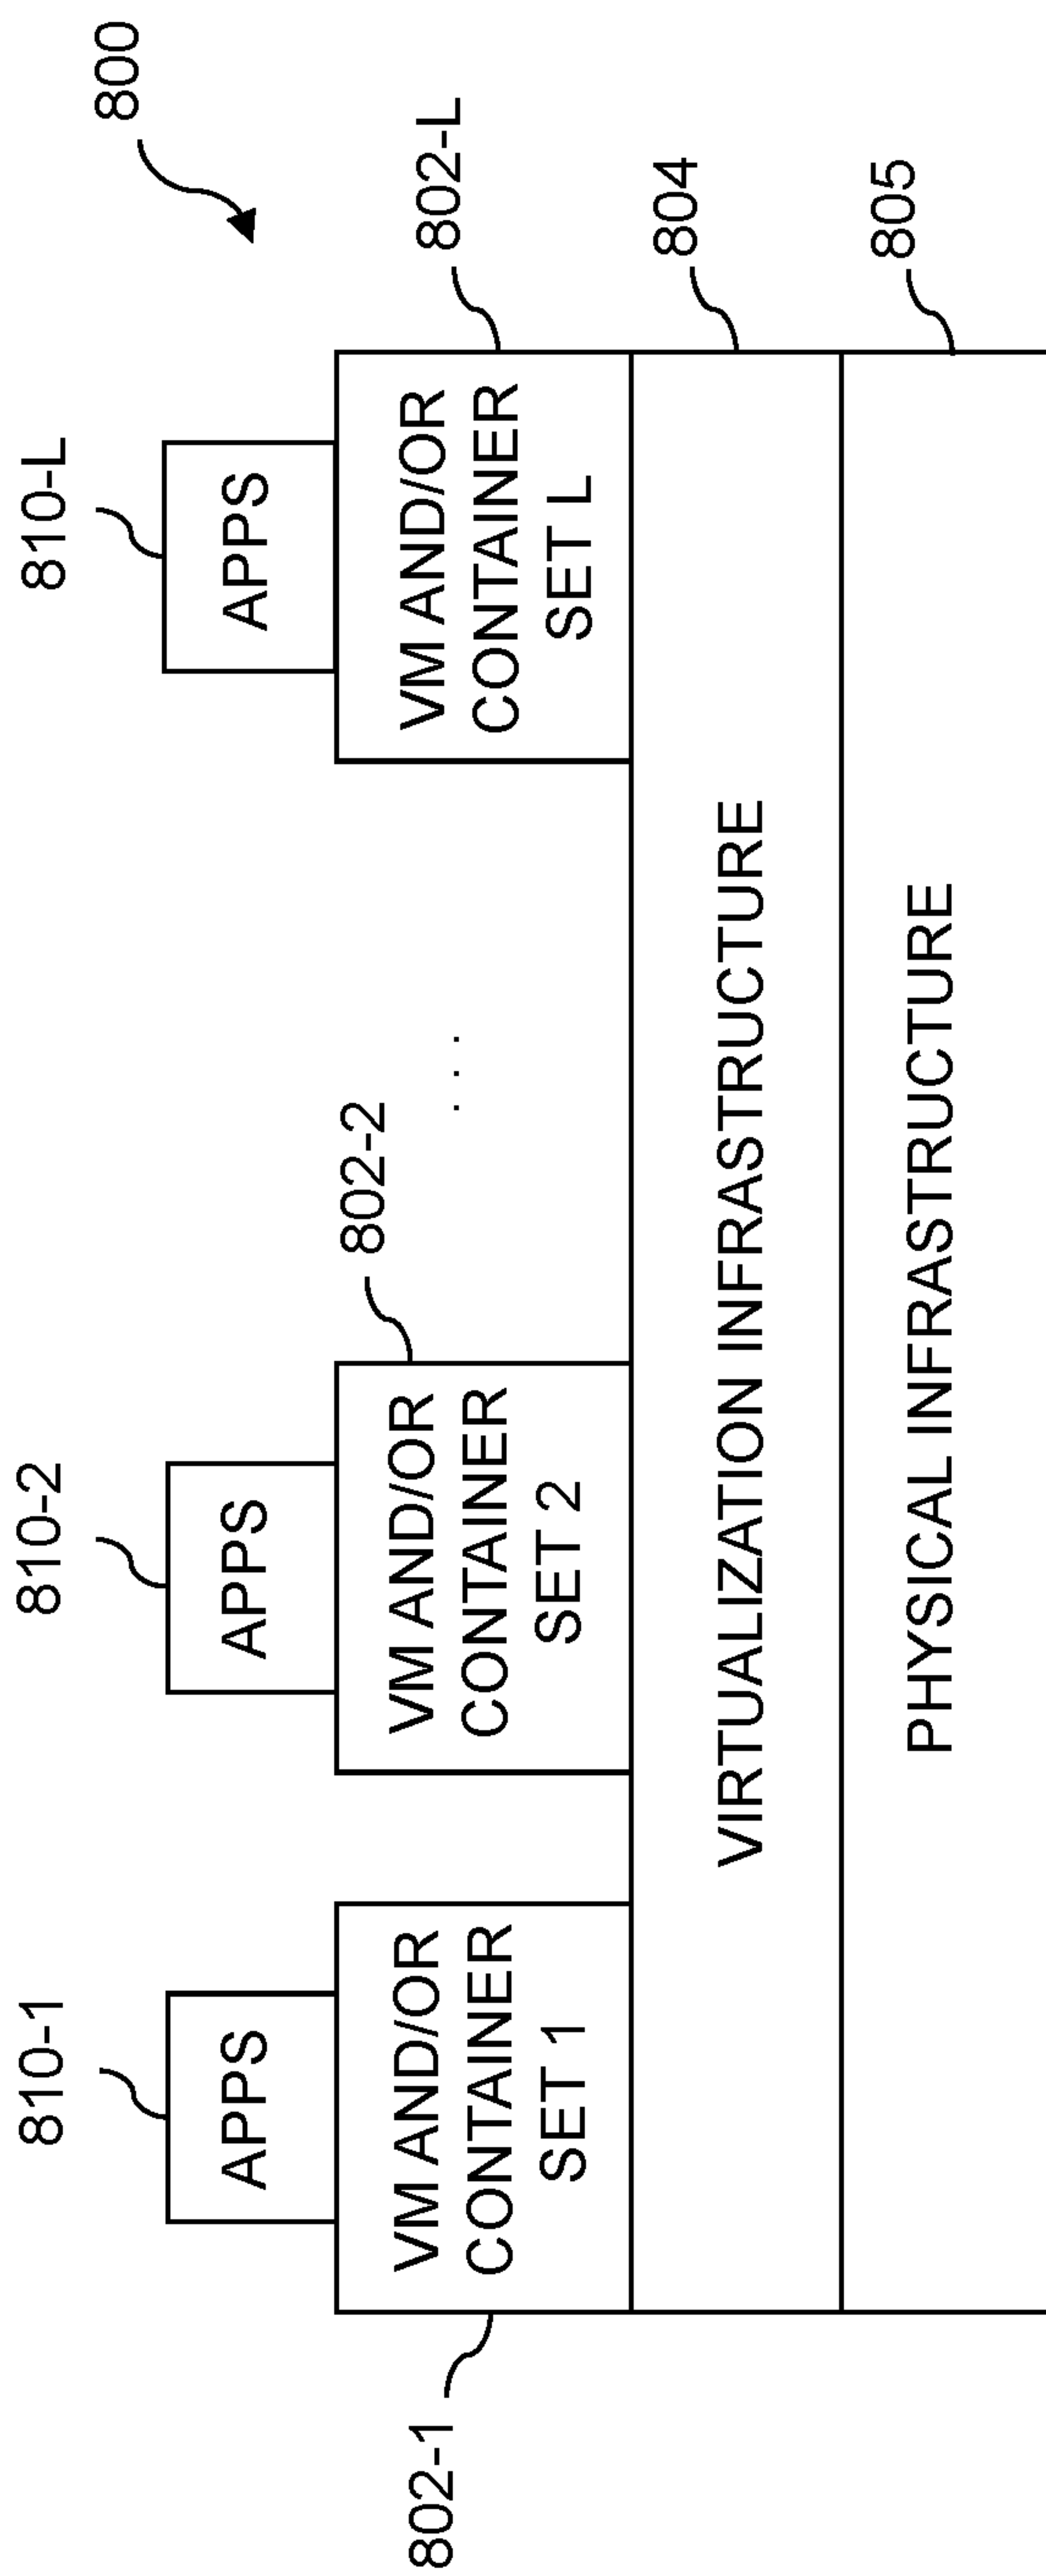 800
810-1
810-2
810-L
APPS
APPS
APPS
802-1
VM AND/OR
CONTAINER
SET 1
802-2
VM AND/OR
CONTAINER
SET 2
. . .
802-L
VM AND/OR
CONTAINER
SET L
VIRTUALIZATION INFRASTRUCTURE
804
PHYSICAL INFRASTRUCTURE
805